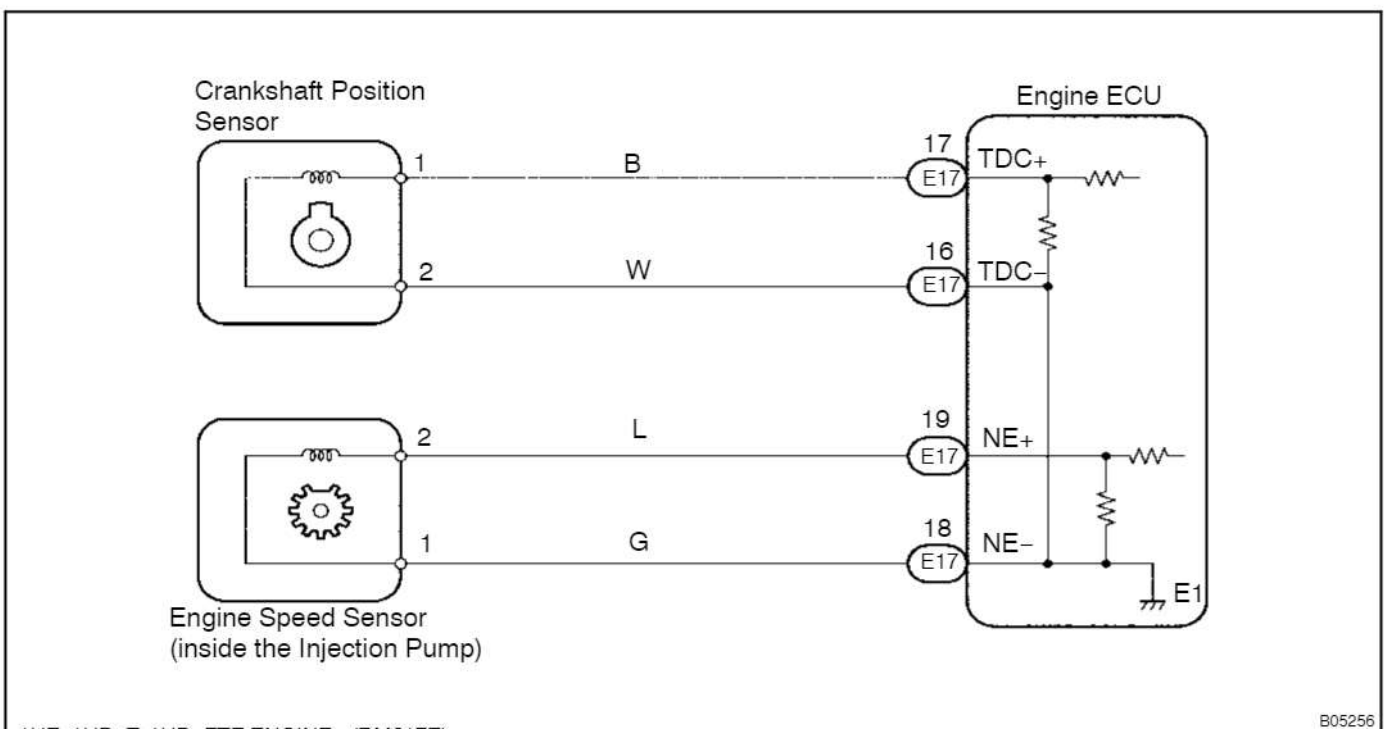 Crankshaft Position
Sensor
Engine ECU
1
B
17
E17
TDC+
2
W
16
E17
TDC−
2
L
19
E17
NE+
1
G
18
E17
NE−
E1
Engine Speed Sensor
(inside the Injection Pump)
B05256